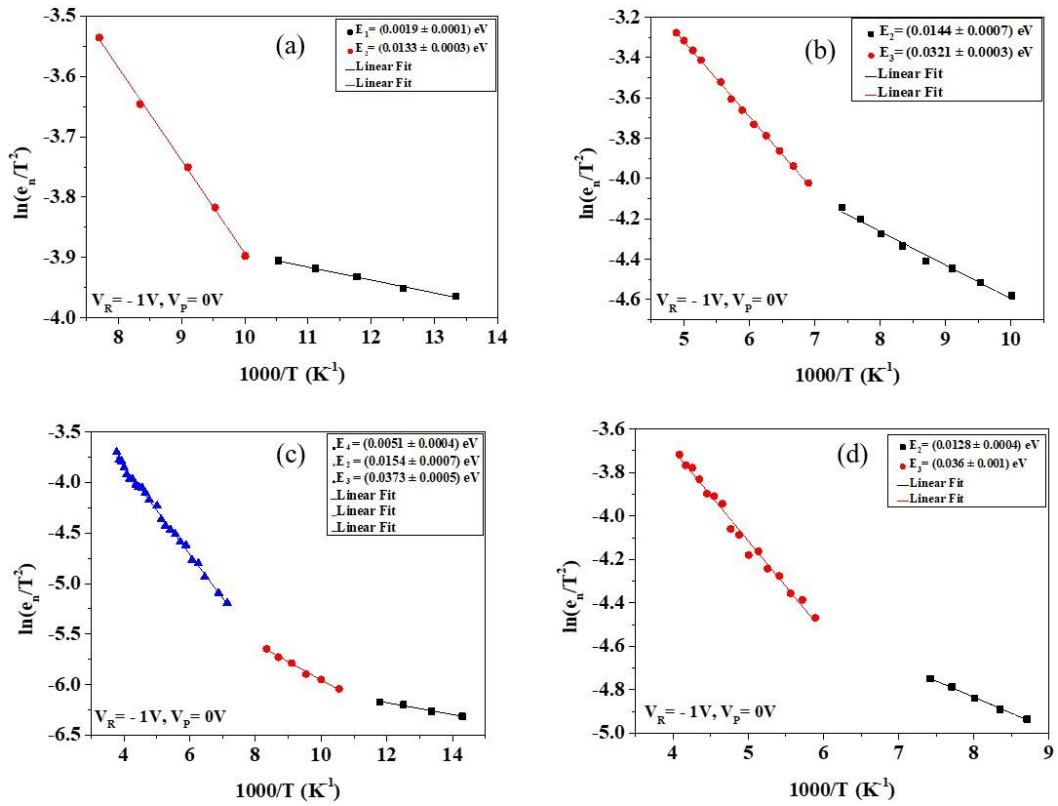 (a)
E₁= (0.0019 ± 0.0001) eV
E₂= (0.0133 ± 0.0003) eV
Linear Fit
Linear Fit
-3.5
-3.6
-3.7
-3.8
-3.9
-4.0
ln(eₙ/T²)
V_R= - 1V, V_P= 0V
8 9 10 11 12 13 14
1000/T (K⁻¹)
(b)
E₂= (0.0144 ± 0.0007) eV
E₃= (0.0321 ± 0.0003) eV
Linear Fit
Linear Fit
-3.2
-3.4
-3.6
-3.8
-4.0
-4.2
-4.4
-4.6
ln(eₙ/T²)
V_R= - 1V, V_P= 0V
5 6 7 8 9 10
1000/T (K⁻¹)
(c)
E₄ = (0.0051 ± 0.0004) eV
E₂ = (0.0154 ± 0.0007) eV
E₃ = (0.0373 ± 0.0005) eV
Linear Fit
Linear Fit
Linear Fit
-3.5
-4.0
-4.5
-5.0
-5.5
-6.0
-6.5
ln(eₙ/T²)
V_R= - 1V, V_P= 0V
4 6 8 10 12 14
1000/T (K⁻¹)
(d)
E₂= (0.0128 ± 0.0004) eV
E₃= (0.036 ± 0.001) eV
Linear Fit
Linear Fit
-3.6
-3.8
-4.0
-4.2
-4.4
-4.6
-4.8
-5.0
ln(eₙ/T²)
V_R= - 1V, V_P= 0V
4 5 6 7 8 9
1000/T (K⁻¹)